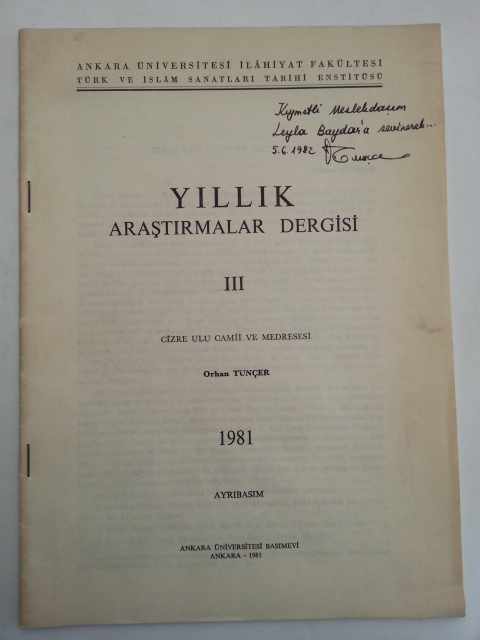 ANKARA ÜNİVERSİTESİ İLÂHİYAT FAKÜLTESİ
TÜRK VE İSLÂM SANATLARI TARİHİ ENSTİTÜSÜ
Kıymetli Meslekdaşım
Leyla Baydar'a sevinerek...
5.6.1982 Tunçer
YILLIK
ARAŞTIRMALAR DERGİSİ
III
CİZRE ULU CAMİİ VE MEDRESESİ
Orhan TUNÇER
1981
AYRIBASIM
ANKARA ÜNİVERSİTESİ BASIMEVİ
ANKARA - 1981